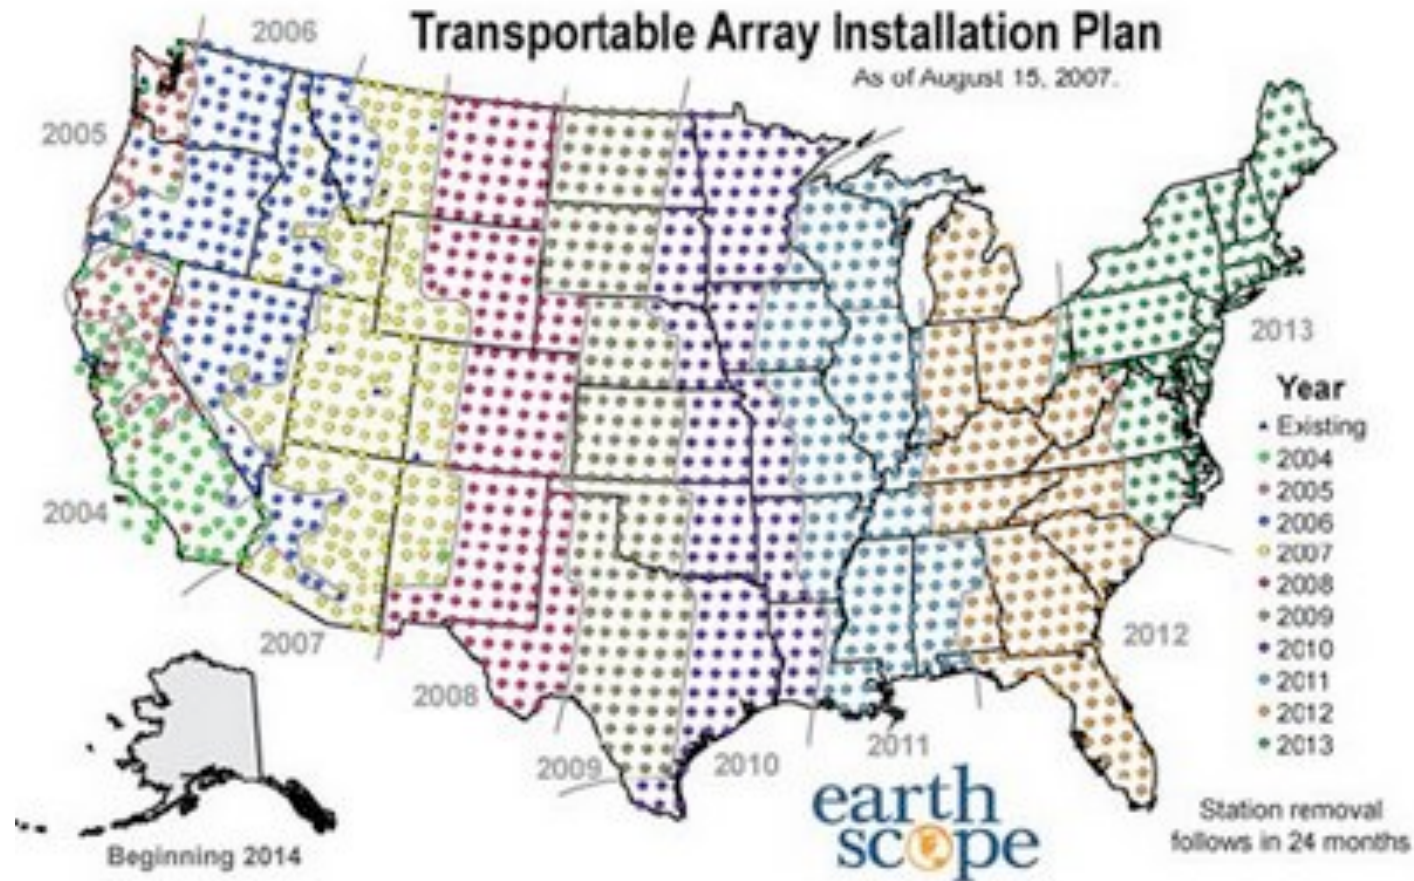 Transportable Array Installation Plan
As of August 15, 2007.
2006
2005
2004
2007
2008
2009
2010
2011
2012
2013
Year
Existing
2004
2005
2006
2007
2008
2009
2010
2011
2012
2013
Beginning 2014
earth
scope
Station removal
follows in 24 months